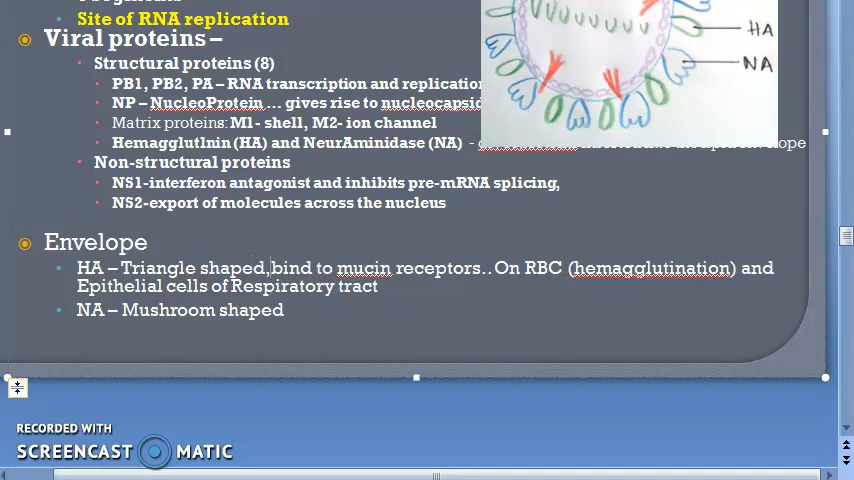 Site of RNA replication
Viral proteins –
Structural proteins (8)
PB1, PB2, PA – RNA transcription and replication
NP – NucleoProtein ... gives rise to nucleocapsid
Matrix proteins: M1- shell, M2- ion channel
HemagglutInin (HA) and NeurAminidase (NA) - envelope
Non-structural proteins
NS1-interferon antagonist and inhibits pre-mRNA splicing,
NS2-export of molecules across the nucleus
HA
NA
Envelope
HA – Triangle shaped,bind to mucin receptors.. On RBC (hemagglutination) and
Epithelial cells of Respiratory tract
NA – Mushroom shaped
RECORDED WITH
SCREENCAST MATIC